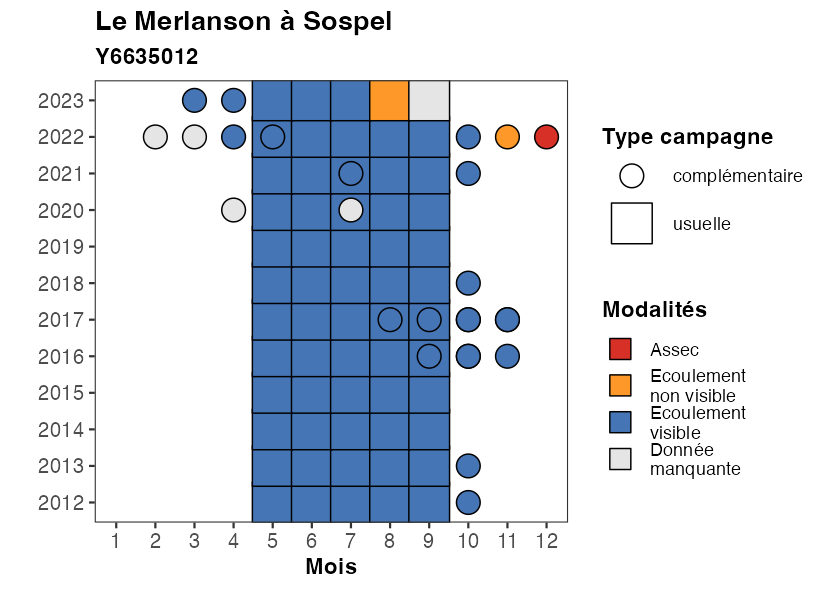 Le Merlanson à Sospel
Y6635012
2023
2022
2021
2020
2019
2018
2017
2016
2015
2014
2013
2012
1 2 3 4 5 6 7 8 9 10 11 12
Mois
Type campagne
complémentaire
usuelle
Modalités
Assec
Ecoulement
non visible
Ecoulement
visible
Donnée
manquante